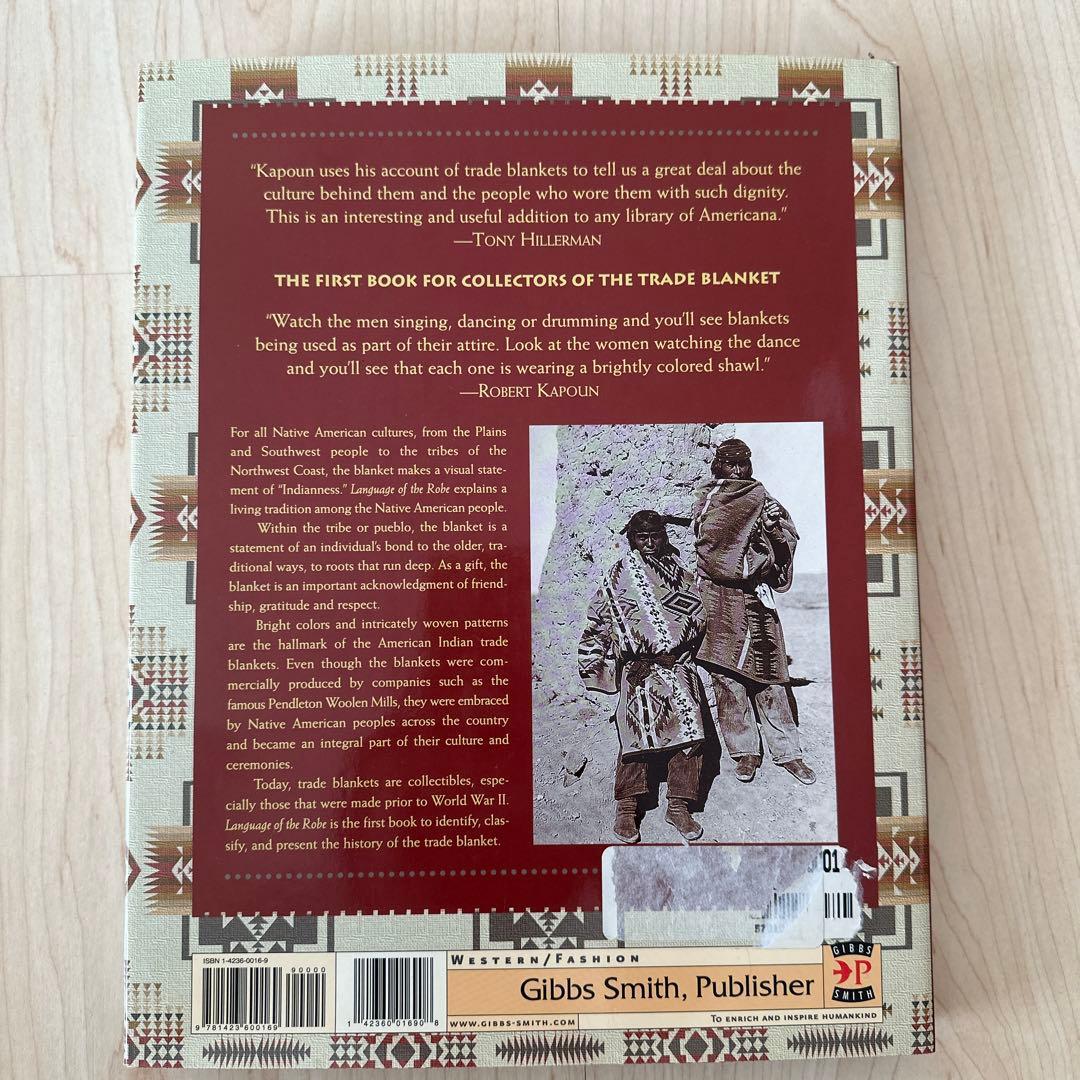 “Kapoun uses his account of trade blankets to tell us a great deal about the
culture behind them and the people who wore them with such dignity.
This is an interesting and useful addition to any library of Americana.”
—TONY HILLERMAN
THE FIRST BOOK FOR COLLECTORS OF THE TRADE BLANKET
“Watch the men singing, dancing or drumming and you’ll see blankets
being used as part of their attire. Look at the women watching the dance
and you’ll see that each one is wearing a brightly colored shawl.”
—ROBERT KAPOUN
For all Native American cultures, from the Plains
and Southwest people to the tribes of the
Northwest Coast, the blanket makes a visual state-
ment of “Indianness.” Language of the Robe explains a
living tradition among the Native American people.
Within the tribe or pueblo, the blanket is a
statement of an individual’s bond to the older, tra-
ditional ways, to roots that run deep. As a gift, the
blanket is an important acknowledgment of friend-
ship, gratitude and respect.
Bright colors and intricately woven patterns
are the hallmark of the American Indian trade
blankets. Even though the blankets were com-
mercially produced by companies such as the
famous Pendleton Woolen Mills, they were embraced
by Native American peoples across the country
and became an integral part of their culture and
ceremonies.
Today, trade blankets are collectibles, espe-
cially those that were made prior to World War II.
Language of the Robe is the first book to identify, clas-
sify, and present the history of the trade blanket.
01
ISBN 1-4236-0016-9
90000
9 781423 600169
1 42360 01690 8
WESTERN/FASHION
Gibbs Smith, Publisher
WWW.GIBBS-SMITH.COM
TO ENRICH AND INSPIRE HUMANKIND
GIBBS
P
SMITH